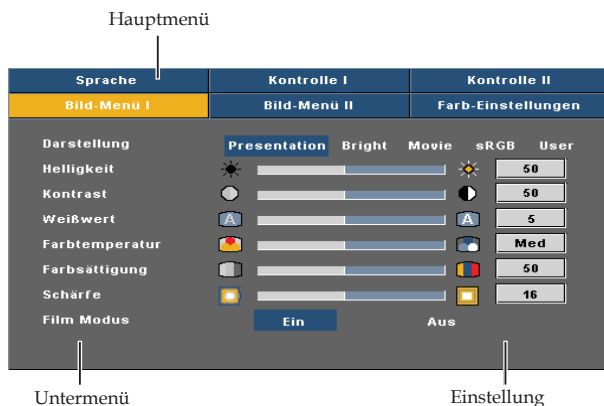 Hauptmenü
Sprache Kontrolle I Kontrolle II
Bild-Menü I Bild-Menü II Farb-Einstellungen
Darstellung Presentation Bright Movie sRGB User
Helligkeit 50
Kontrast 50
Weißwert A A 5
Farbtemperatur Med
Farbsättigung 50
Schärfe 16
Film Modus Ein Aus
Untermenü Einstellung